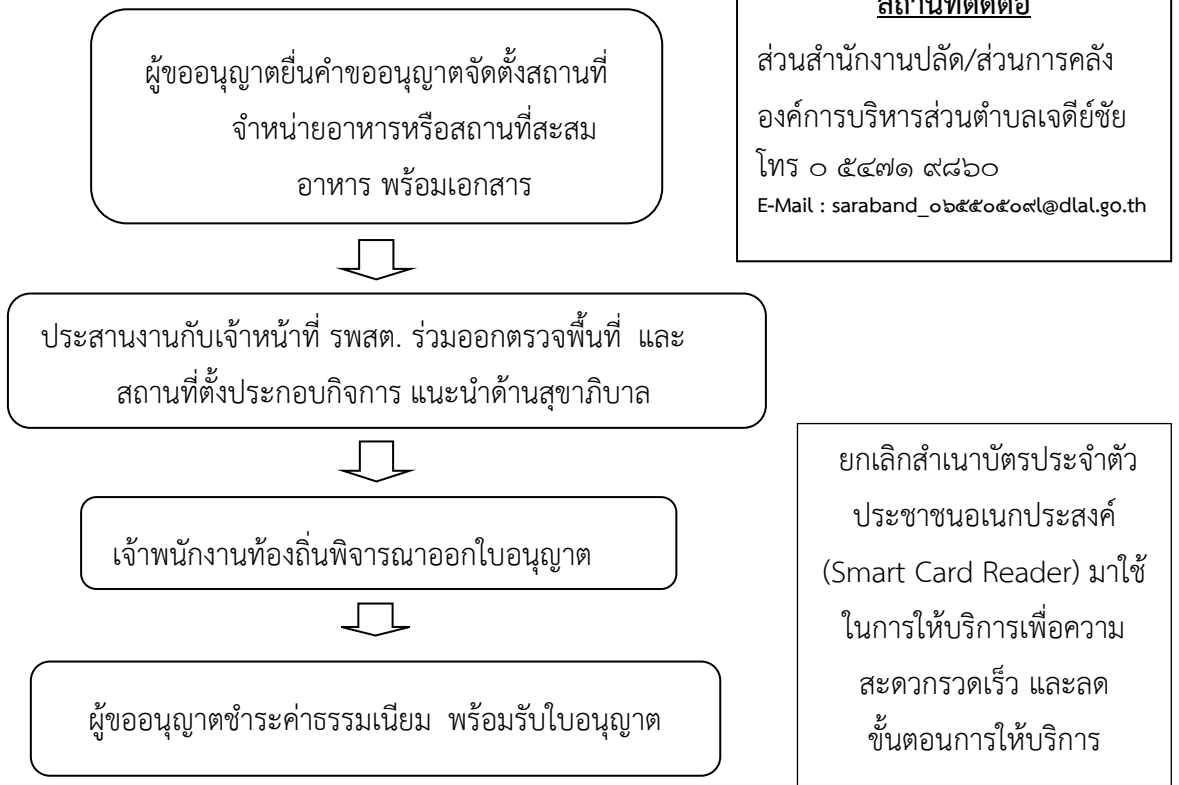 ผู้ขออนุญาตยื่นคำขออนุญาตจัดตั้งสถานที่
จำหน่ายอาหารหรือสถานที่สะสม
อาหาร พร้อมเอกสาร
ประสานงานกับเจ้าหน้าที่ รพสต. ร่วมออกตรวจพื้นที่ และ
สถานที่ตั้งประกอบกิจการ แนะนำด้านสุขาภิบาล
เจ้าพนักงานท้องถิ่นพิจารณาออกใบอนุญาต
ผู้ขออนุญาตชำระค่าธรรมเนียม พร้อมรับใบอนุญาต
สถานที่ติดต่อ
ส่วนสำนักงานปลัด/ส่วนการคลัง
องค์การบริหารส่วนตำบลเจดีย์ชัย
โทร ๐ ๕๔๗๑ ๙๘๖๐
E-Mail : saraband_๐๖๕๕๐๕๐๙l@dlal.go.th
ยกเลิกสำเนาบัตรประจำตัว
ประชาชนอเนกประสงค์
(Smart Card Reader) มาใช้
ในการให้บริการเพื่อความ
สะดวกรวดเร็ว และลด
ขั้นตอนการให้บริการ